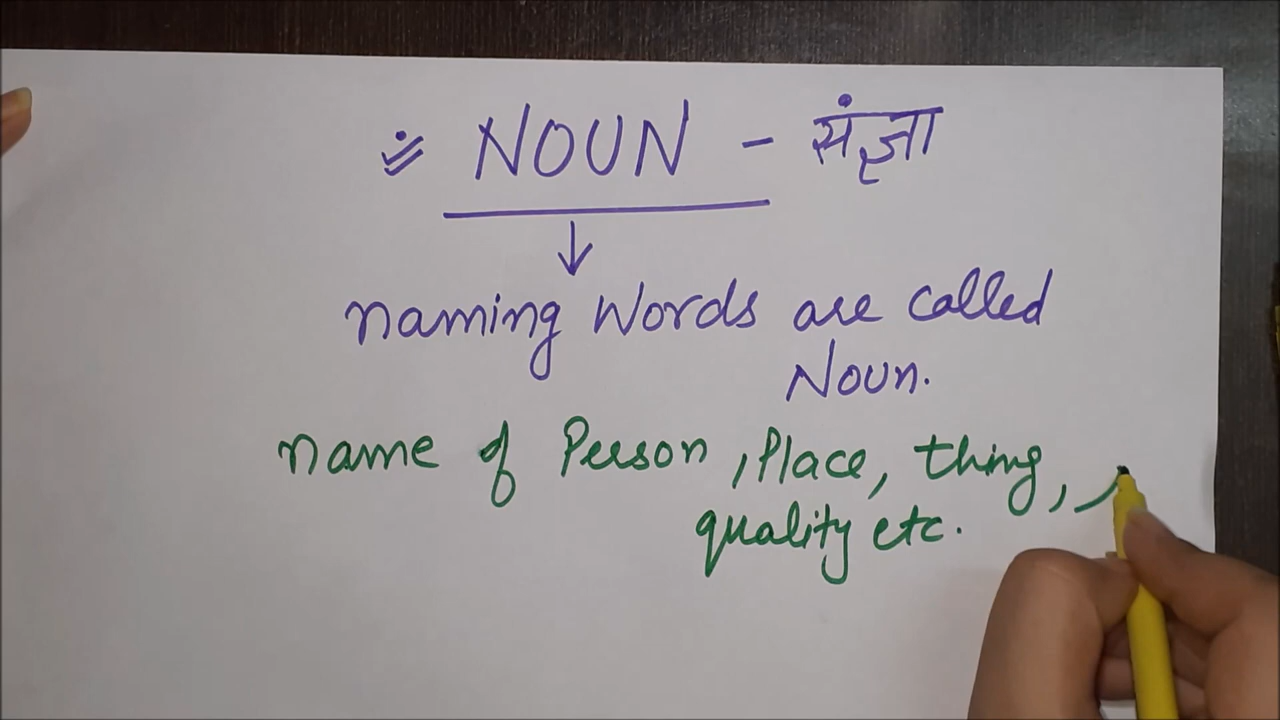 NOUN - संज्ञा
naming words are called
Noun.
name of Person, Place, thing,
quality etc.